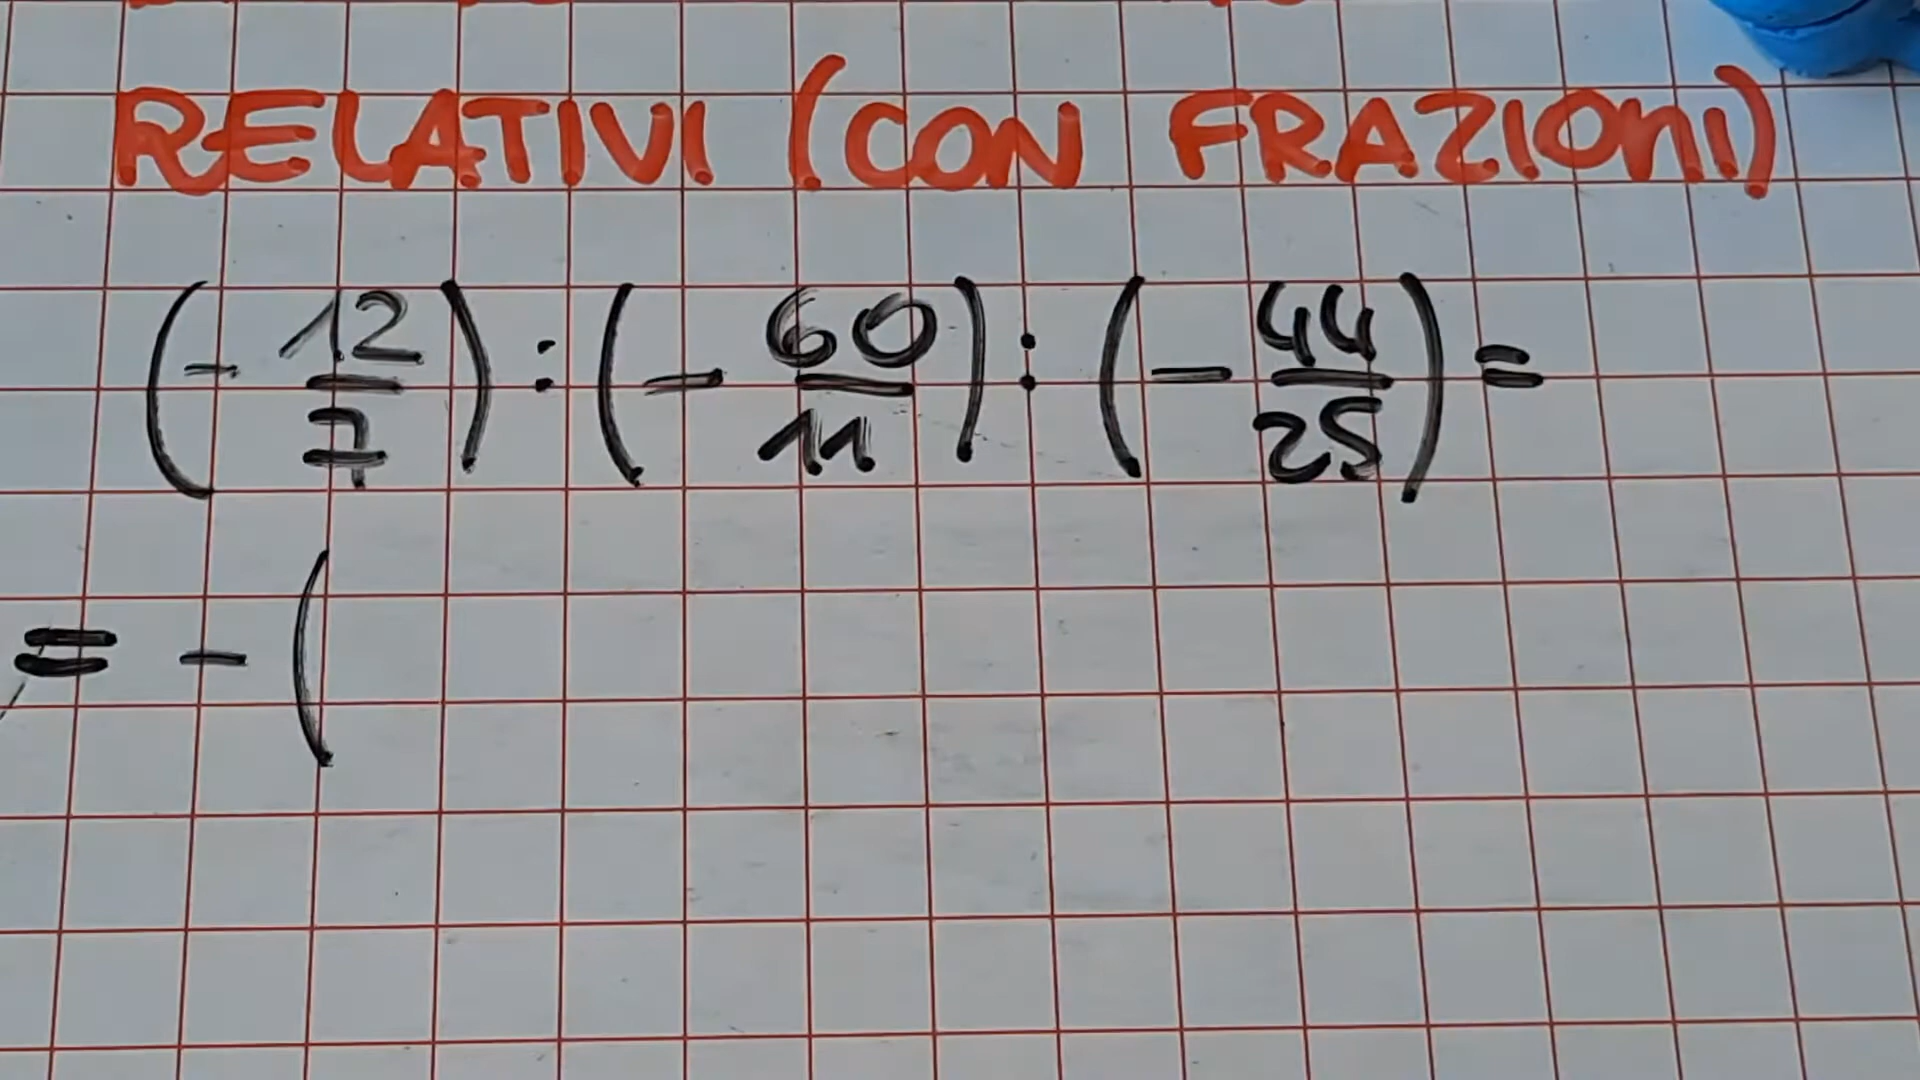 RELATIVI (CON FRAZIONI)
(- 12/7) : (- 60/11) : (- 44/25) =
= - (